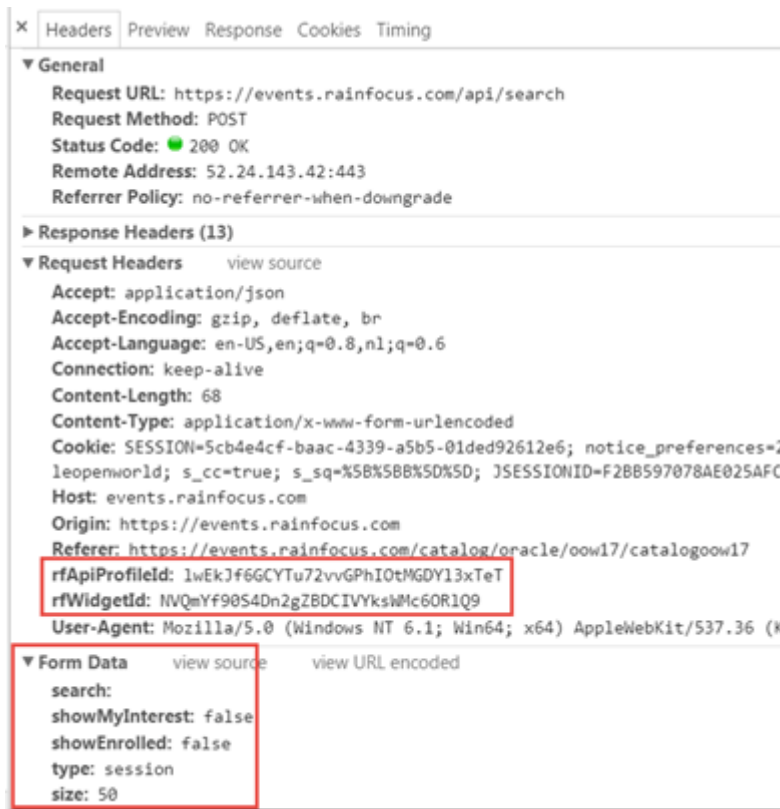 × Headers Preview Response Cookies Timing
▼ General
Request URL: https://events.rainfocus.com/api/search
Request Method: POST
Status Code: 200 OK
Remote Address: 52.24.143.42:443
Referrer Policy: no-referrer-when-downgrade
▶ Response Headers (13)
▼ Request Headers view source
Accept: application/json
Accept-Encoding: gzip, deflate, br
Accept-Language: en-US,en;q=0.8,nl;q=0.6
Connection: keep-alive
Content-Length: 68
Content-Type: application/x-www-form-urlencoded
Cookie: SESSION=5cb4e4cf-baac-4339-a5b5-01ded92612e6; notice_preferences=2
leopenworld; s_cc=true; s_sq=%5B%5BB%5D%5D; JSESSIONID=F2BB597078AE025AFC
Host: events.rainfocus.com
Origin: https://events.rainfocus.com
Referer: https://events.rainfocus.com/catalog/oracle/oow17/catalogoow17
rfApiProfileId: lwEkJf6GCYTu72vvGPhIOtMGDYl3xTeT
rfWidgetId: NVQmYf90S4Dn2gZBDCIVYksWMc6ORlQ9
User-Agent: Mozilla/5.0 (Windows NT 6.1; Win64; x64) AppleWebKit/537.36 (K
▼ Form Data view source view URL encoded
search:
showMyInterest: false
showEnrolled: false
type: session
size: 50